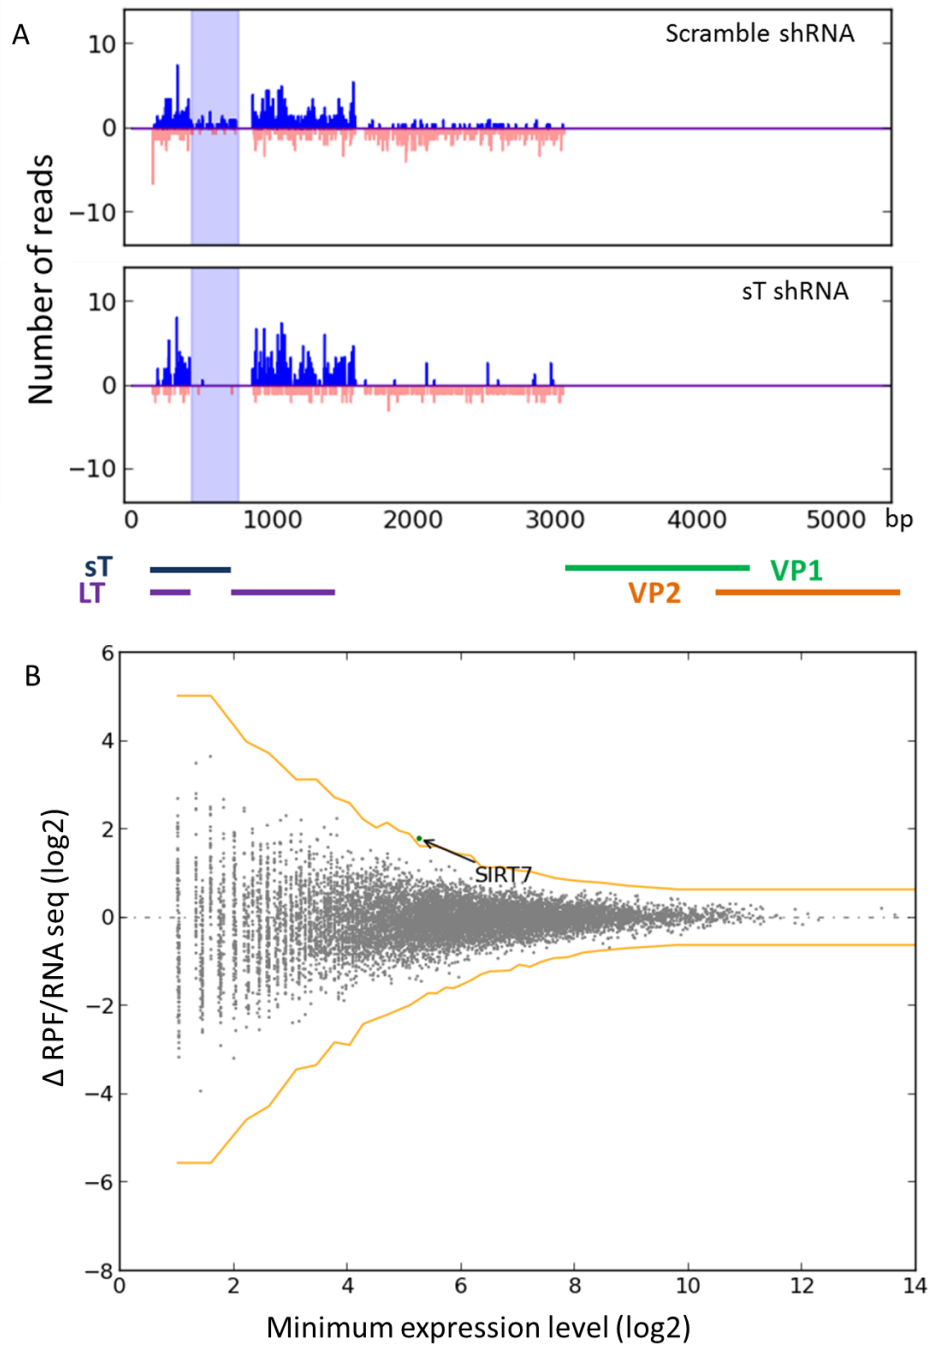 A
Scramble shRNA
10
0
−10
Number of reads
sT shRNA
10
0
−10
0 1000 2000 3000 4000 5000 bp
sT
VP1
LT
VP2
B
6
4
2
0
−2
−4
−6
−8
Δ RPF/RNA seq (log2)
SIRT7
0 2 4 6 8 10 12 14
Minimum expression level (log2)